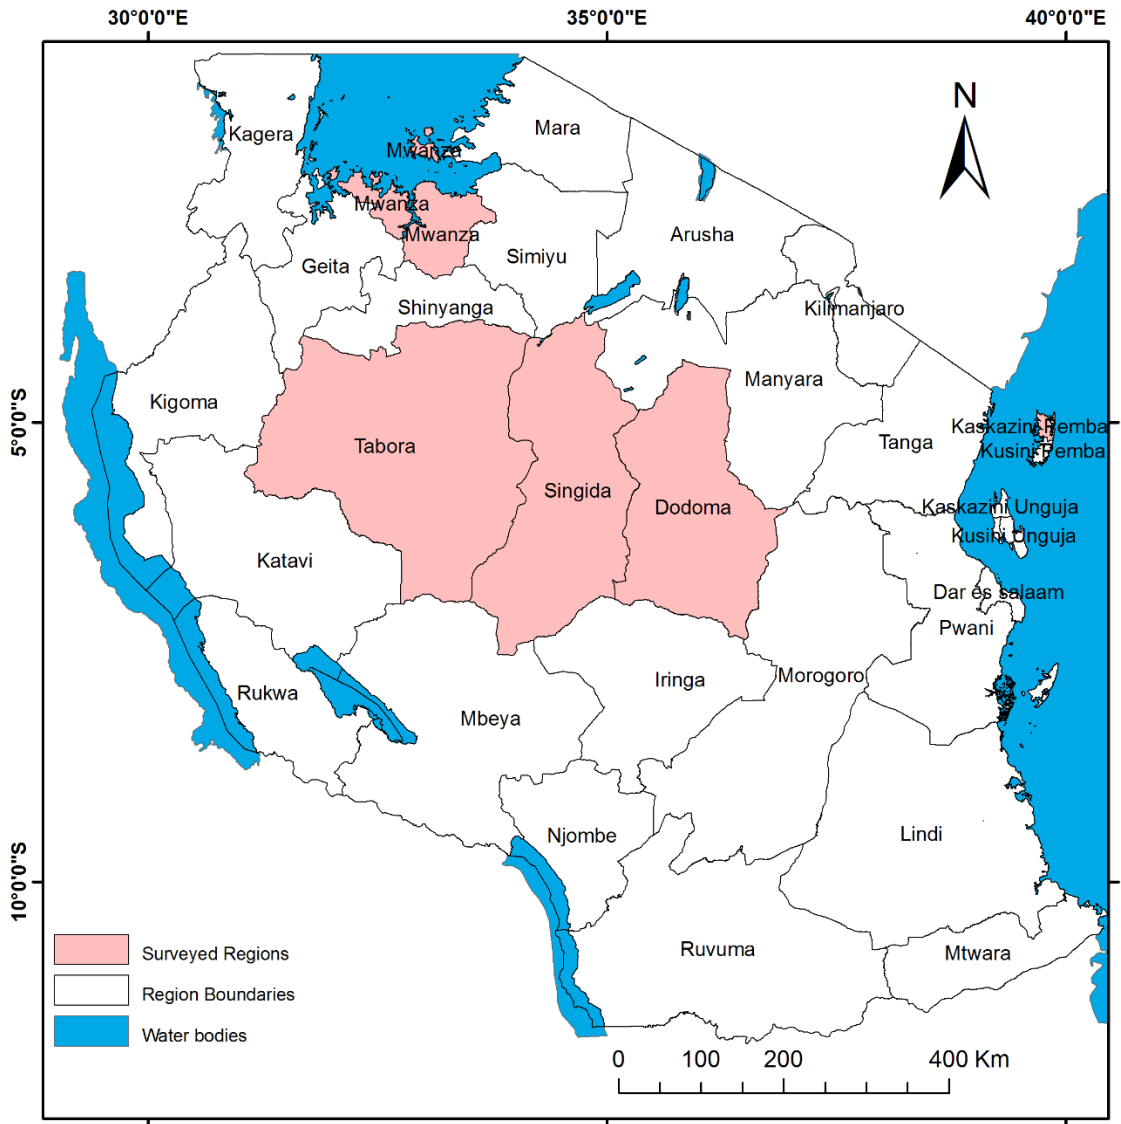 30°0'0"E
35°0'0"E
40°0'0"E
N
Mara
Kagera
Mwanza
Mwanza
Mwanza
Arusha
Simiyu
Geita
Shinyanga
Kilimanjaro
Manyara
Kigoma
5°0'0"S
Kaskazini Pemba
Tabora
Tanga
Kusini Pemba
Singida
Dodoma
Kaskazini Unguja
Kusini Unguja
Katavi
Dar es salaam
Pwani
Iringa
Morogoro
Rukwa
Mbeya
Njombe
Lindi
10°0'0"S
Ruvuma
Mtwara
Surveyed Regions
Region Boundaries
Water bodies
0 100 200 400 Km